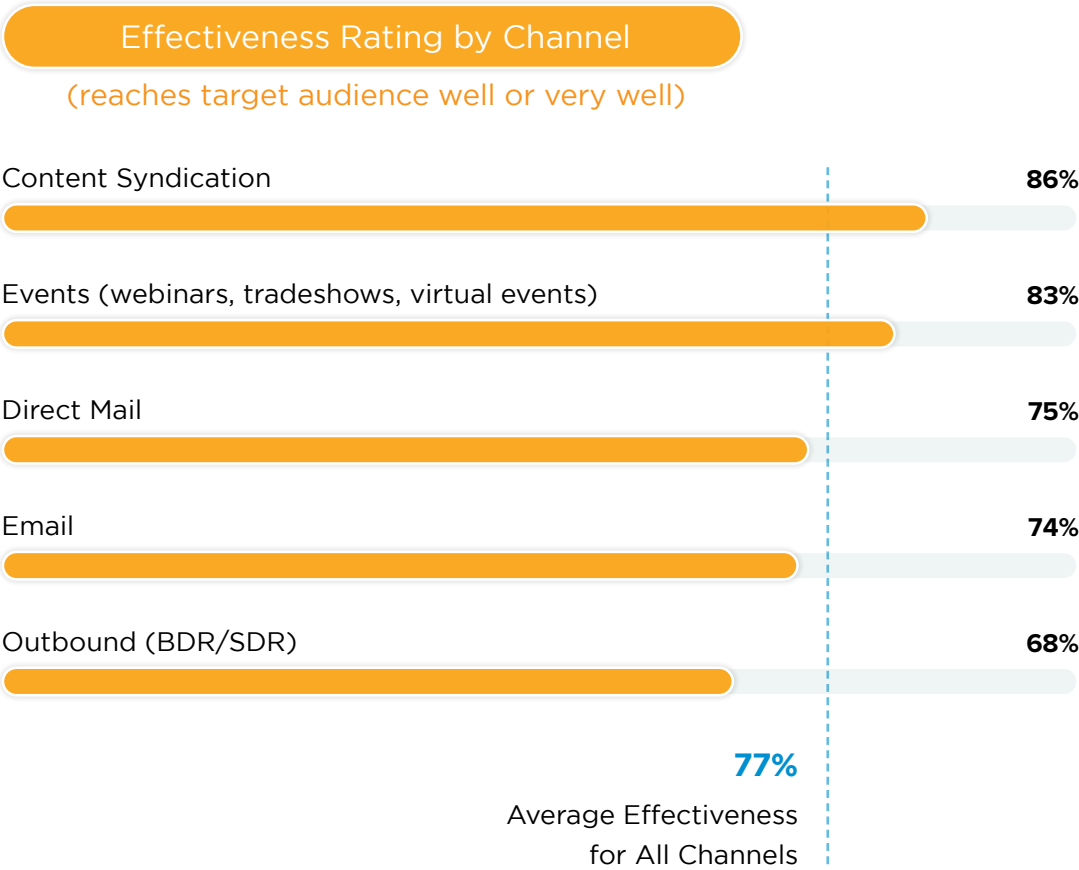 Effectiveness Rating by Channel
(reaches target audience well or very well)
Content Syndication 86%
Events (webinars, tradeshows, virtual events) 83%
Direct Mail 75%
Email 74%
Outbound (BDR/SDR) 68%
77%
Average Effectiveness
for All Channels